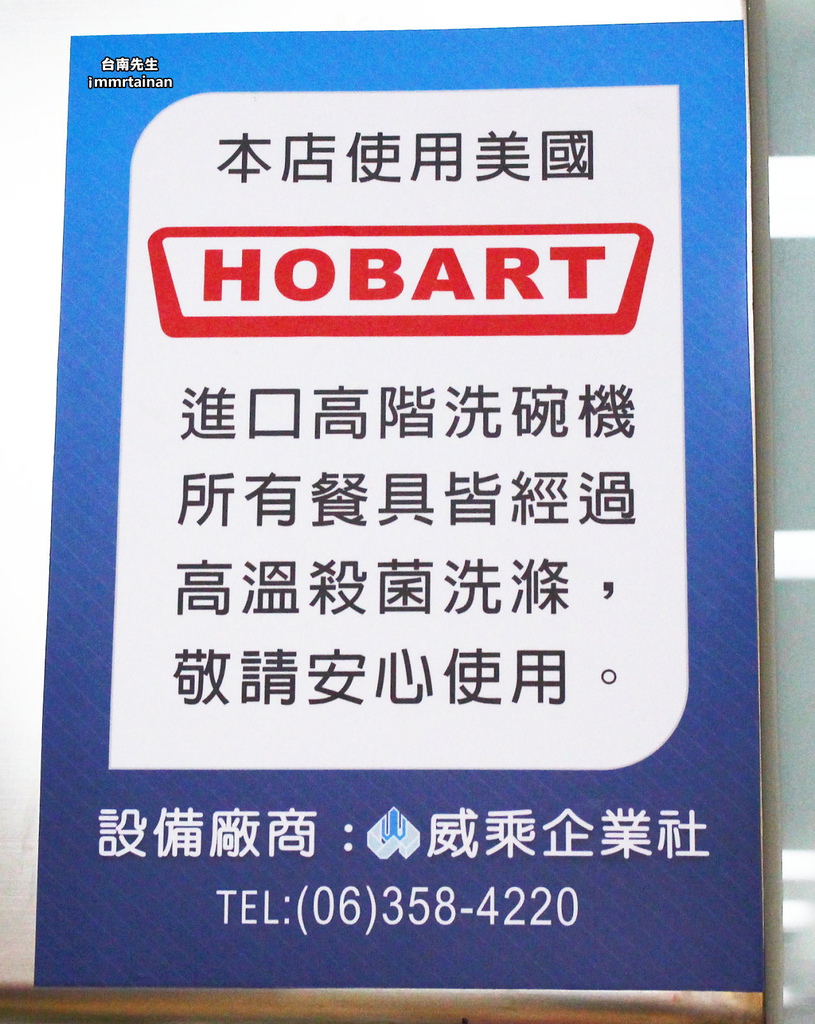 台南先生
jmmrtainan
本店使用美國
HOBART
進口高階洗碗機
所有餐具皆經過
高溫殺菌洗滌，
敬請安心使用。
設備廠商：威乘企業社
TEL:(06)358-4220